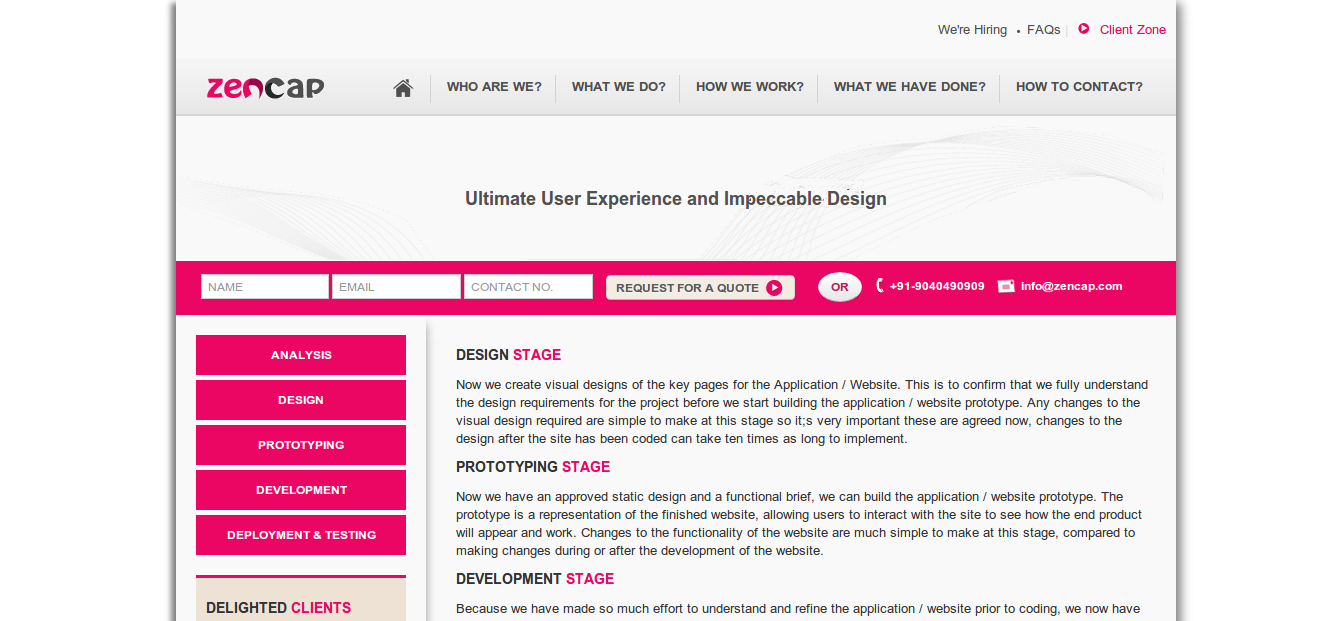 We're Hiring • FAQs | Client Zone
zencap
WHO ARE WE? WHAT WE DO? HOW WE WORK? WHAT WE HAVE DONE? HOW TO CONTACT?
Ultimate User Experience and Impeccable Design
NAME EMAIL CONTACT NO. REQUEST FOR A QUOTE OR +91-9040490909 info@zencap.com
ANALYSIS
DESIGN
PROTOTYPING
DEVELOPMENT
DEPLOYMENT & TESTING
DELIGHTED CLIENTS
DESIGN STAGE
Now we create visual designs of the key pages for the Application / Website. This is to confirm that we fully understand
the design requirements for the project before we start building the application / website prototype. Any changes to the
visual design required are simple to make at this stage so it;s very important these are agreed now, changes to the
design after the site has been coded can take ten times as long to implement.
PROTOTYPING STAGE
Now we have an approved static design and a functional brief, we can build the application / website prototype. The
prototype is a representation of the finished website, allowing users to interact with the site to see how the end product
will appear and work. Changes to the functionality of the website are much simple to make at this stage, compared to
making changes during or after the development of the website.
DEVELOPMENT STAGE
Because we have made so much effort to understand and refine the application / website prior to coding, we now have